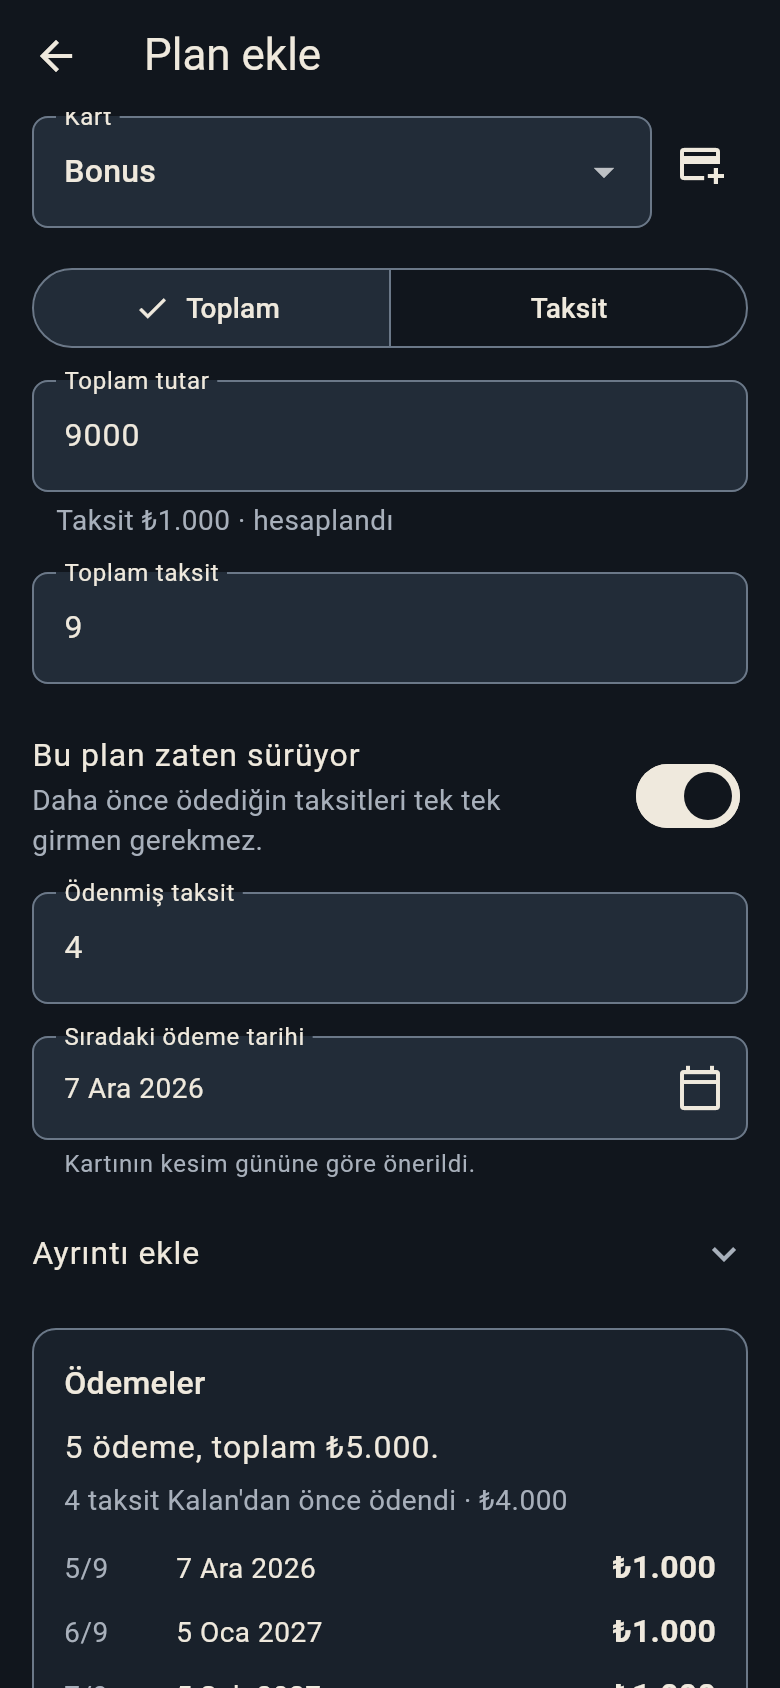 Plan ekle
Kart
Bonus
Toplam
Taksit
Toplam tutar
9000
Taksit ₺1.000 · hesaplandı
Toplam taksit
9
Bu plan zaten sürüyor
Daha önce ödediğin taksitleri tek tek
girmen gerekmez.
Ödenmiş taksit
4
Sıradaki ödeme tarihi
7 Ara 2026
Kartının kesim gününe göre önerildi.
Ayrıntı ekle
Ödemeler
5 ödeme, toplam ₺5.000.
4 taksit Kalan'dan önce ödendi · ₺4.000
5/9 7 Ara 2026 ₺1.000
6/9 5 Oca 2027 ₺1.000